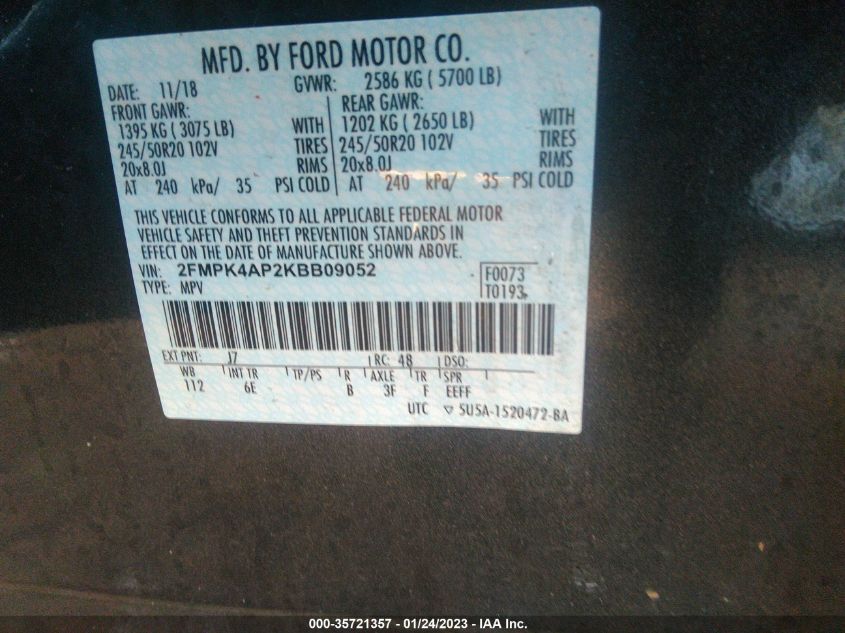 MFD. BY FORD MOTOR CO.
DATE: 11/18 GVWR: 2586 KG ( 5700 LB)
FRONT GAWR: REAR GAWR:
1395 KG ( 3075 LB) WITH 1202 KG ( 2650 LB) WITH
245/50R20 102V TIRES 245/50R20 102V TIRES
20x8.0J RIMS 20x8.0J RIMS
AT 240 kPa/ 35 PSI COLD AT 240 kPa/ 35 PSI COLD
THIS VEHICLE CONFORMS TO ALL APPLICABLE FEDERAL MOTOR
VEHICLE SAFETY AND THEFT PREVENTION STANDARDS IN
EFFECT ON THE DATE OF MANUFACTURE SHOWN ABOVE.
VIN: 2FMPK4AP2KBB09052 F0073
TYPE: MPV T0193
EXT PNT: J7 RC: 48 DSO:
WB INT TR TP/PS R AXLE TR SPR
112 6E B 3F F EEFF
UTC ▽ 5U5A-1520472-BA
000-35721357 - 01/24/2023 - IAA Inc.